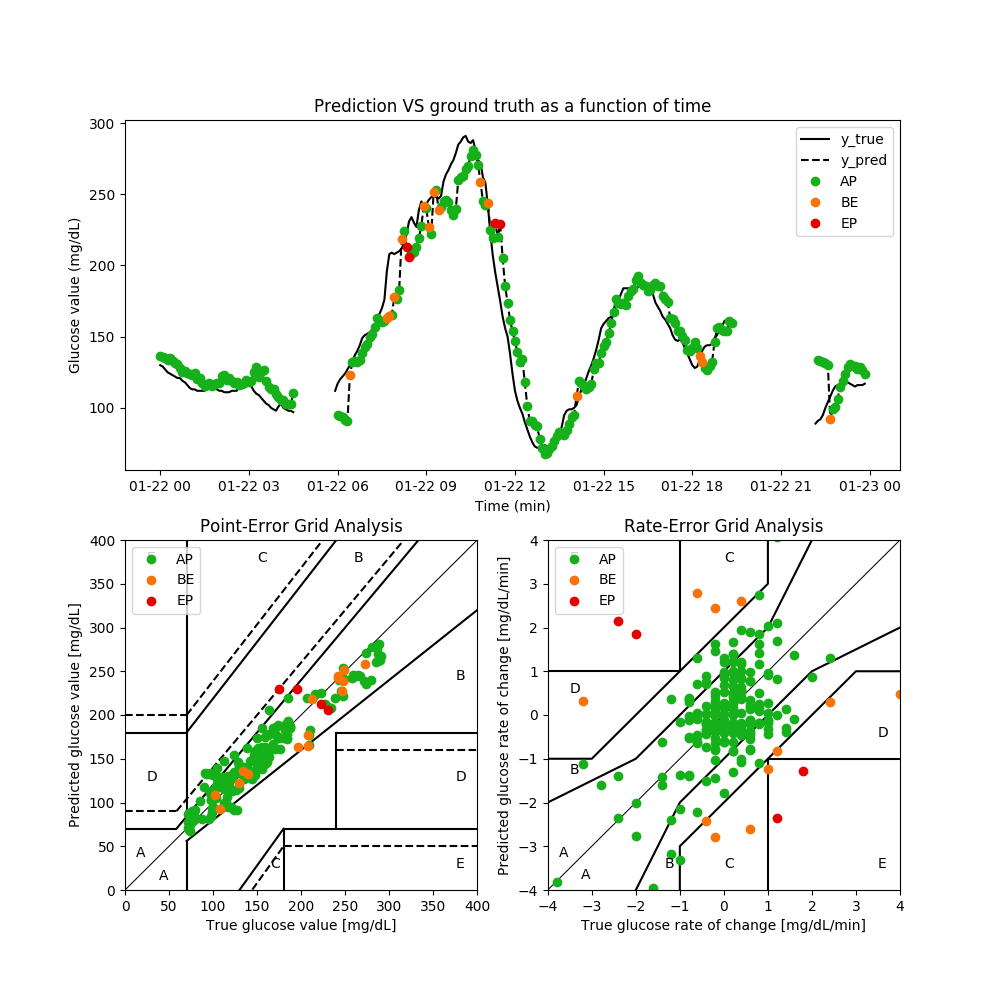 Prediction VS ground truth as a function of time
Glucose value (mg/dL)
300
250
200
150
100
y_true
y_pred
AP
BE
EP
01-22 00 01-22 03 01-22 06 01-22 09 01-22 12 01-22 15 01-22 18 01-22 21 01-23 00
Time (min)
Point-Error Grid Analysis
Predicted glucose value [mg/dL]
400
350
300
250
200
150
100
50
0
AP
BE
EP
C
B
B
D
D
A
A
C
E
0 50 100 150 200 250 300 350 400
True glucose value [mg/dL]
Rate-Error Grid Analysis
Predicted glucose rate of change [mg/dL/min]
4
3
2
1
0
−1
−2
−3
−4
AP
BE
EP
C
D
D
B
A
A
B
C
E
−4 −3 −2 −1 0 1 2 3 4
True glucose rate of change [mg/dL/min]